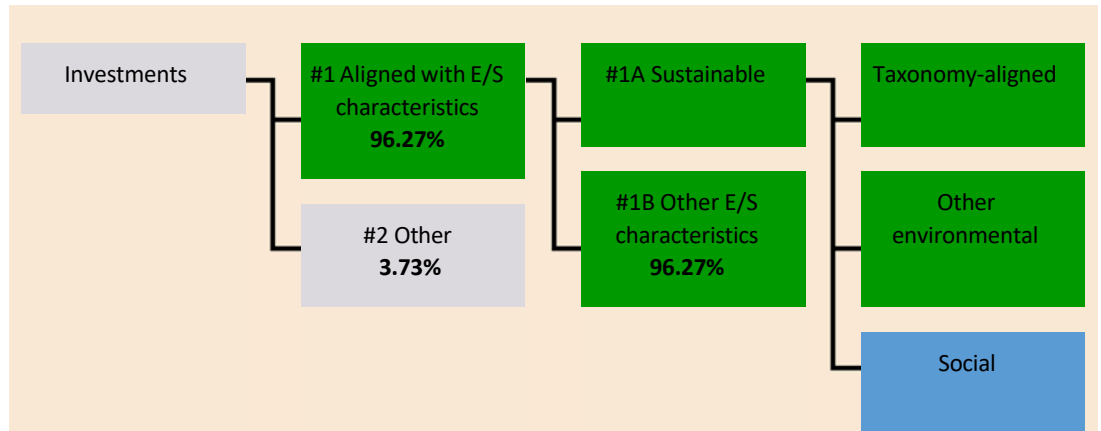 Investments
#1 Aligned with E/S
characteristics
96.27%
#2 Other
3.73%
#1A Sustainable
#1B Other E/S
characteristics
96.27%
Taxonomy-aligned
Other
environmental
Social